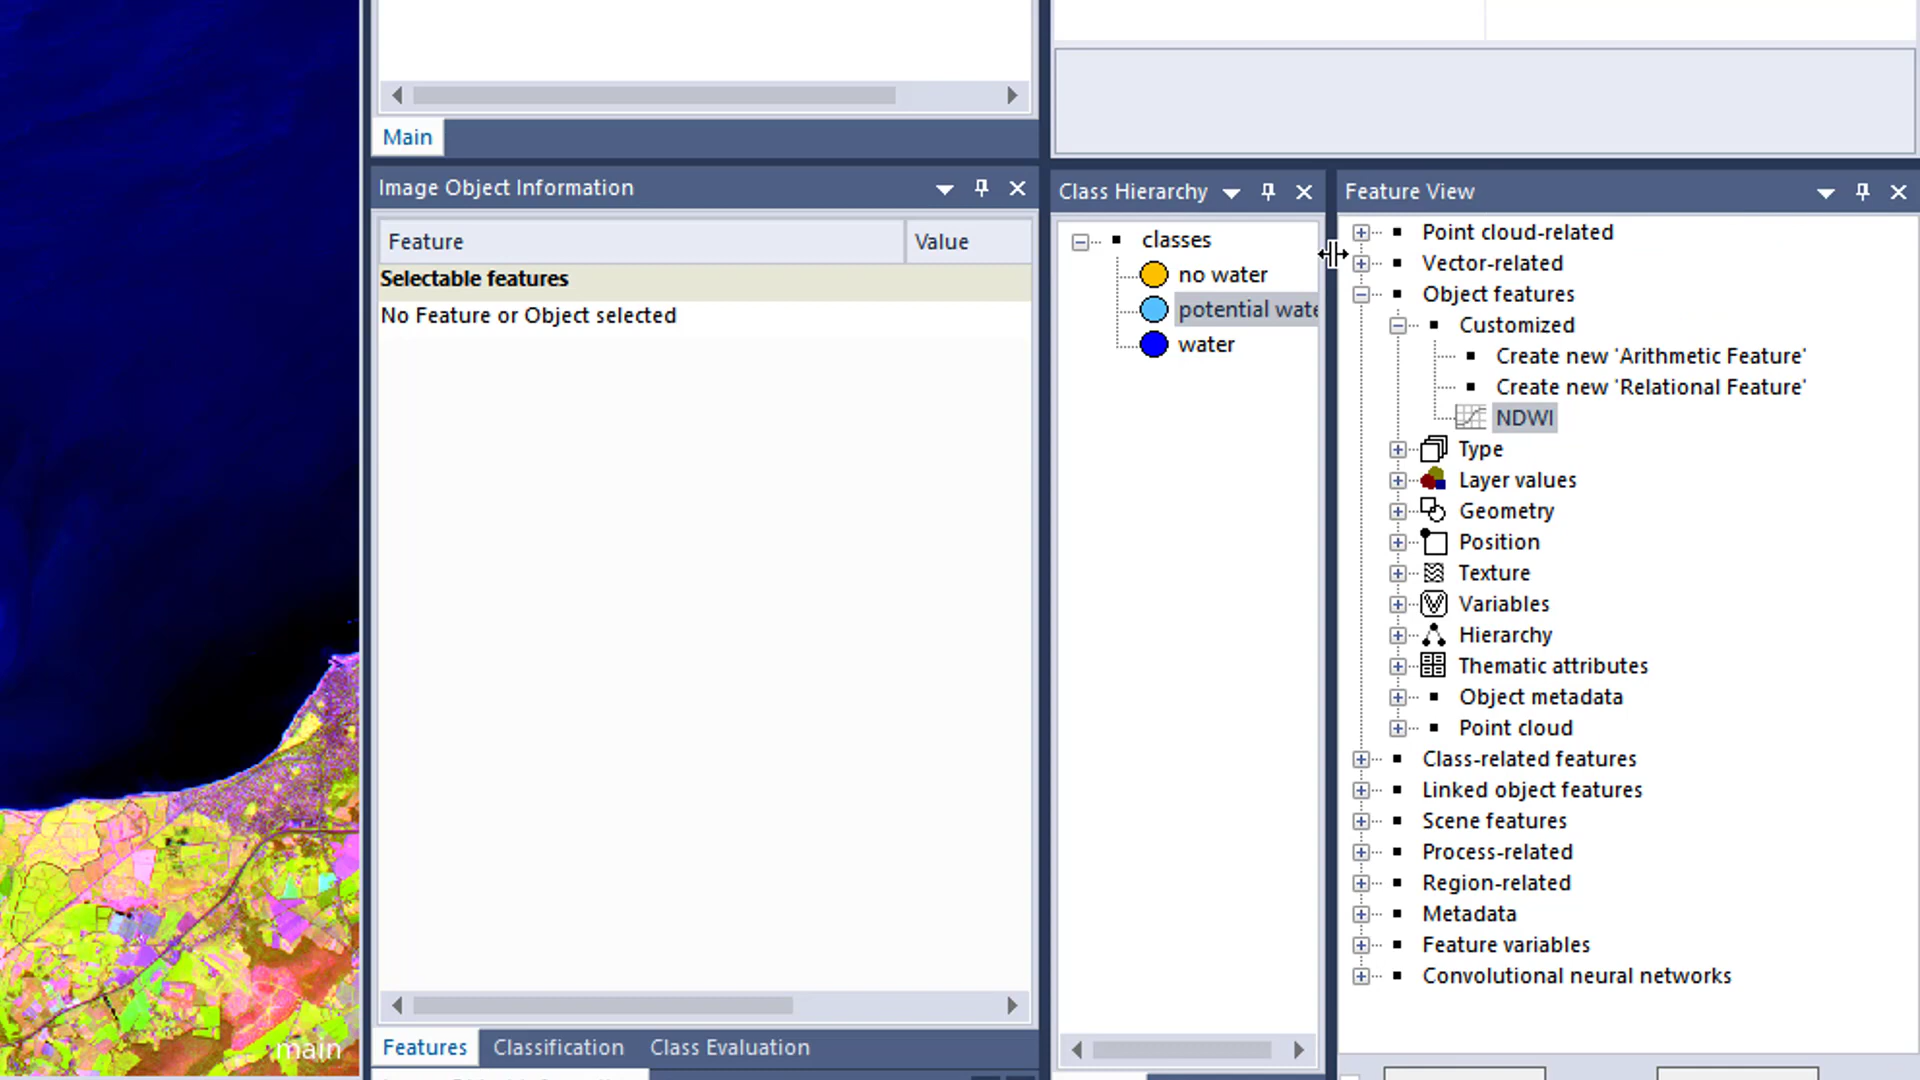 Main
Image Object Information
Feature
Value
Selectable features
No Feature or Object selected
Features
Classification
Class Evaluation
Class Hierarchy
classes
no water
potential wate
water
Feature View
Point cloud-related
Vector-related
Object features
Customized
Create new 'Arithmetic Feature'
Create new 'Relational Feature'
NDWI
Type
Layer values
Geometry
Position
Texture
Variables
Hierarchy
Thematic attributes
Object metadata
Point cloud
Class-related features
Linked object features
Scene features
Process-related
Region-related
Metadata
Feature variables
Convolutional neural networks
main